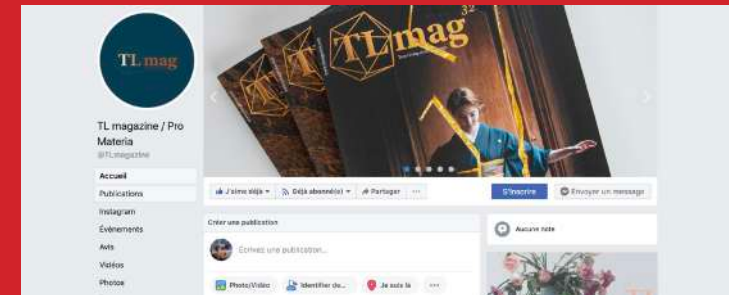 TL mag
TL magazine / Pro
Materia
@TLmagazine
Accueil
Publications
Instagram
Événements
Avis
Vidéos
Photos
TLmag
32
J'aime déjà
Déjà abonné(e)
Partager
S'inscrire
Envoyer un message
Créer une publication
Écrivez une publication...
Photo/Vidéo
Identifier de...
Je suis là
Aucune note